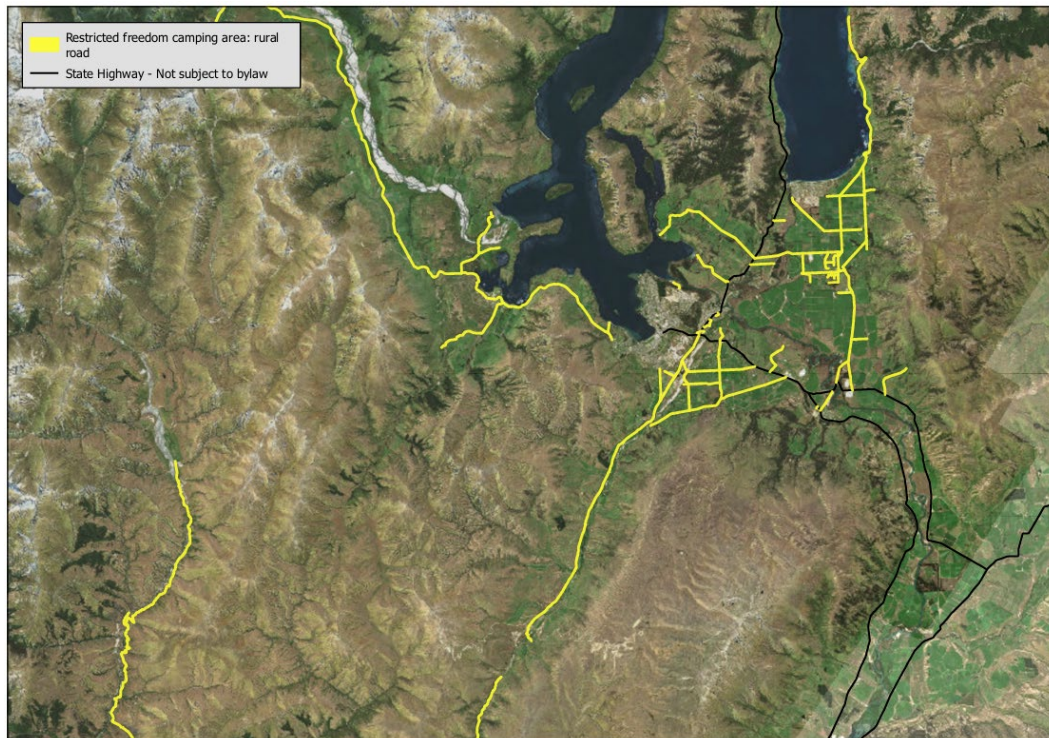 Restricted freedom camping area: rural
road
State Highway - Not subject to bylaw